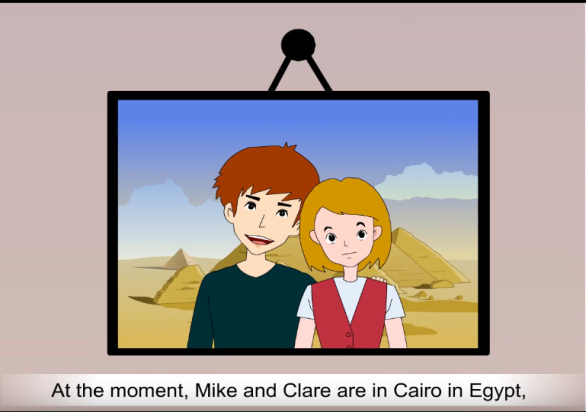 At the moment, Mike and Clare are in Cairo in Egypt,